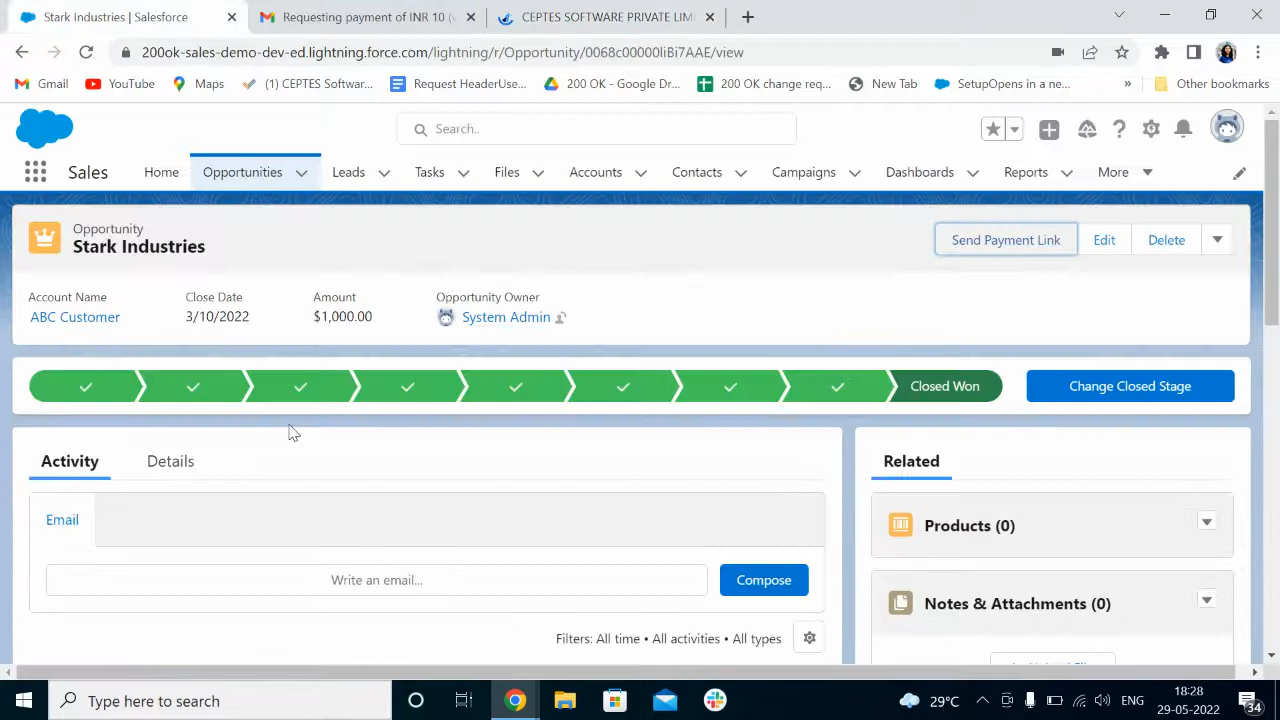 Stark Industries | Salesforce
Requesting payment of INR 10 (
CEPTES SOFTWARE PRIVATE LIM
200ok-sales-demo-dev-ed.lightning.force.com/lightning/r/Opportunity/0068c00000liBi7AAE/view
Gmail YouTube Maps (1) CEPTES Softwar... Request HeaderUse... 200 OK - Google Dr... 200 OK change req... New Tab SetupOpens in a ne... » Other bookmarks
Search..
Sales Home Opportunities Leads Tasks Files Accounts Contacts Campaigns Dashboards Reports More
Opportunity
Stark Industries
Send Payment Link Edit Delete
Account Name Close Date Amount Opportunity Owner
ABC Customer 3/10/2022 $1,000.00 System Admin
Closed Won Change Closed Stage
Activity Details Related
Email Products (0)
Write an email... Compose
Notes & Attachments (0)
Filters: All time • All activities • All types
Type here to search
29°C ENG 18:28
29-05-2022
34